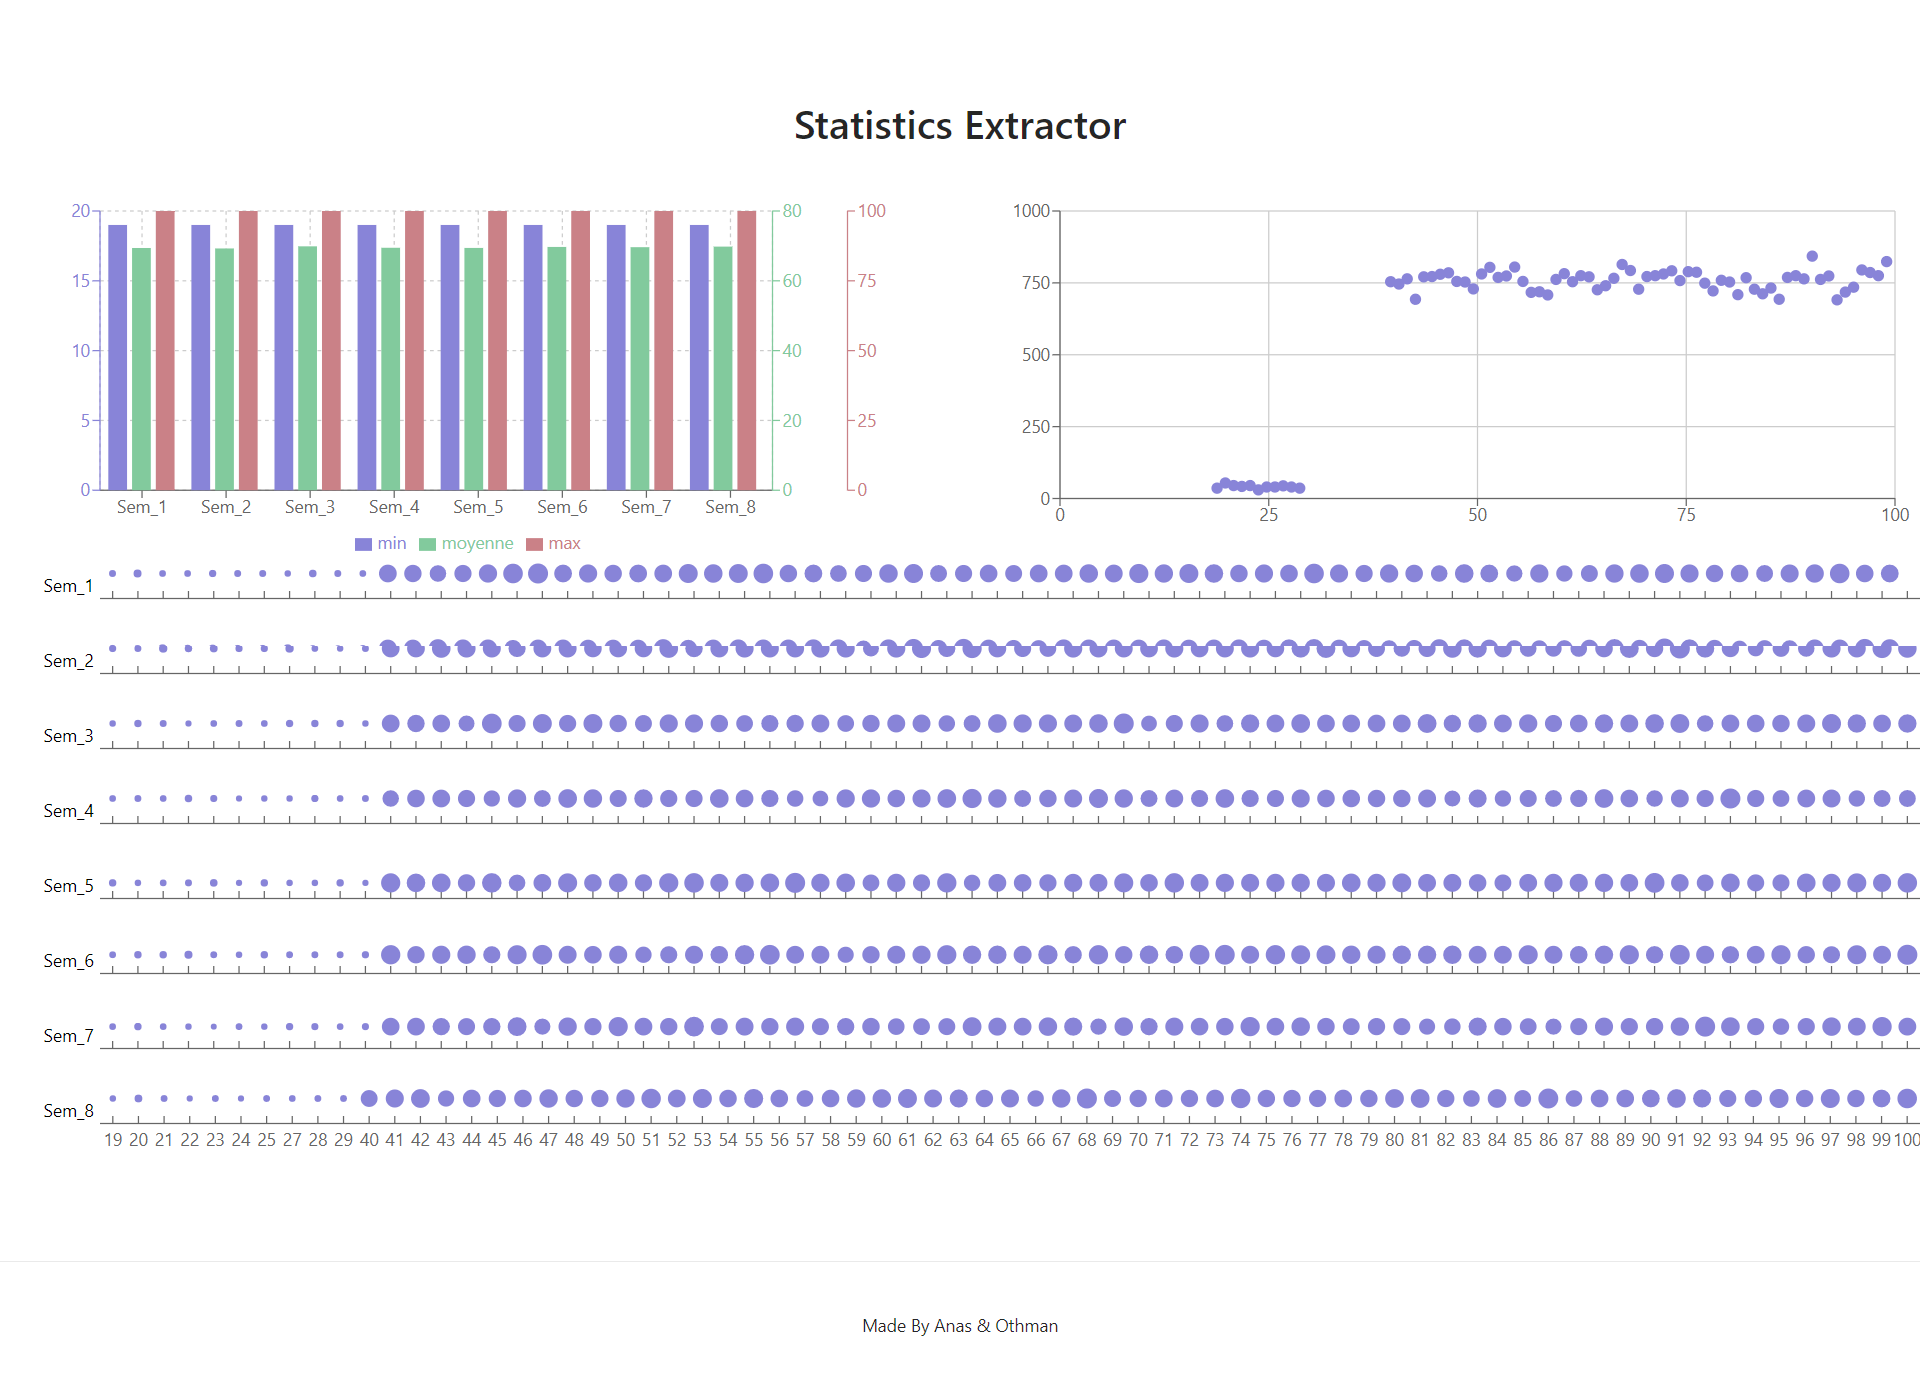 Statistics Extractor
20
15
10
5
0
80
60
40
20
0
100
75
50
25
0
Sem_1 Sem_2 Sem_3 Sem_4 Sem_5 Sem_6 Sem_7 Sem_8
min moyenne max
1000
750
500
250
0
0 25 50 75 100
Sem_1
Sem_2
Sem_3
Sem_4
Sem_5
Sem_6
Sem_7
Sem_8
19 20 21 22 23 24 25 27 28 29 40 41 42 43 44 45 46 47 48 49 50 51 52 53 54 55 56 57 58 59 60 61 62 63 64 65 66 67 68 69 70 71 72 73 74 75 76 77 78 79 80 81 82 83 84 85 86 87 88 89 90 91 92 93 94 95 96 97 98 99 100
Made By Anas & Othman